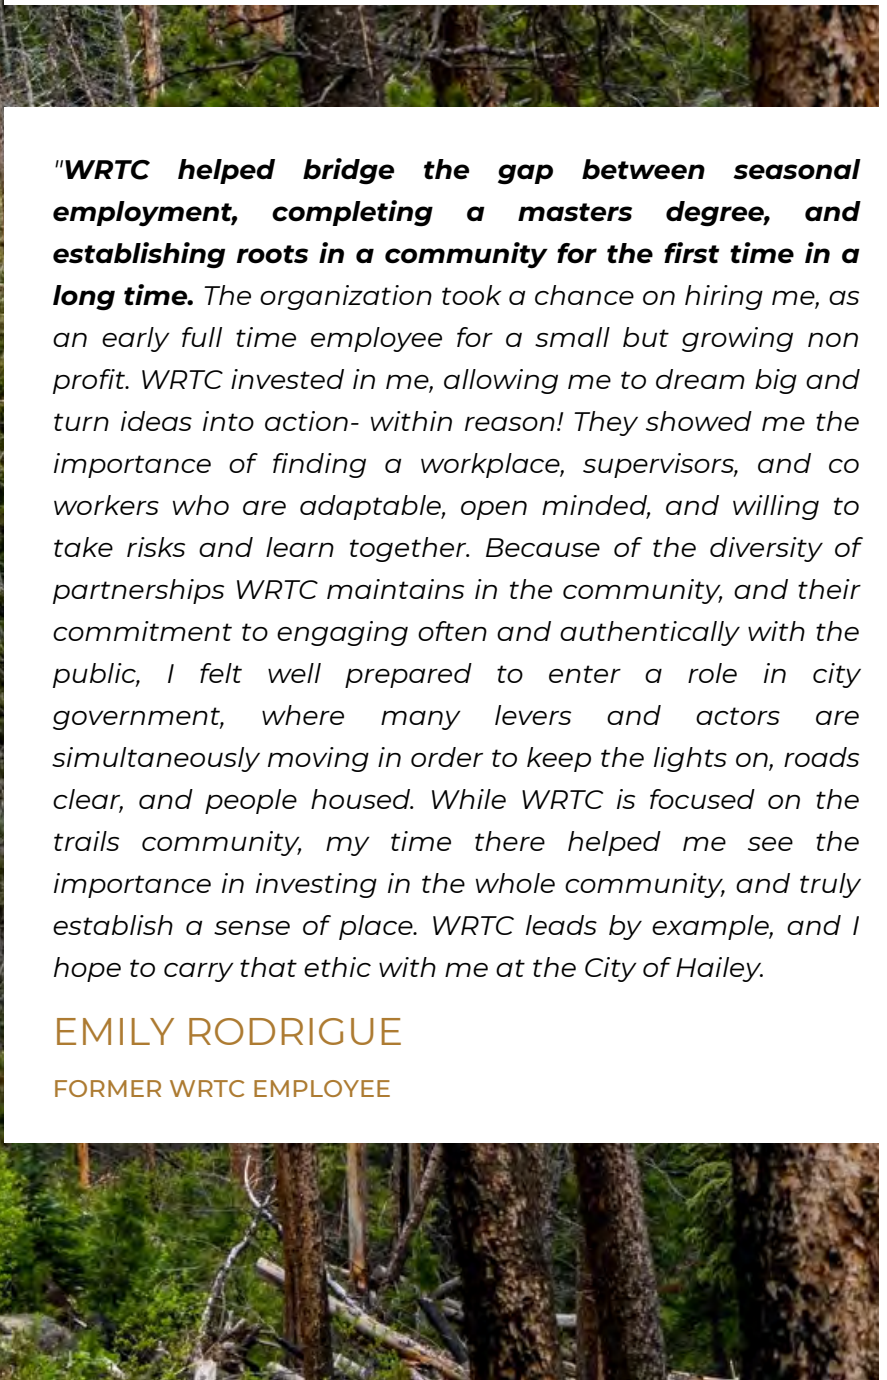 "WRTC helped bridge the gap between seasonal
employment, completing a masters degree, and
establishing roots in a community for the first time in a
long time. The organization took a chance on hiring me, as
an early full time employee for a small but growing non
profit. WRTC invested in me, allowing me to dream big and
turn ideas into action- within reason! They showed me the
importance of finding a workplace, supervisors, and co
workers who are adaptable, open minded, and willing to
take risks and learn together. Because of the diversity of
partnerships WRTC maintains in the community, and their
commitment to engaging often and authentically with the
public, I felt well prepared to enter a role in city
government, where many levers and actors are
simultaneously moving in order to keep the lights on, roads
clear, and people housed. While WRTC is focused on the
trails community, my time there helped me see the
importance in investing in the whole community, and truly
establish a sense of place. WRTC leads by example, and I
hope to carry that ethic with me at the City of Hailey.
EMILY RODRIGUE
FORMER WRTC EMPLOYEE